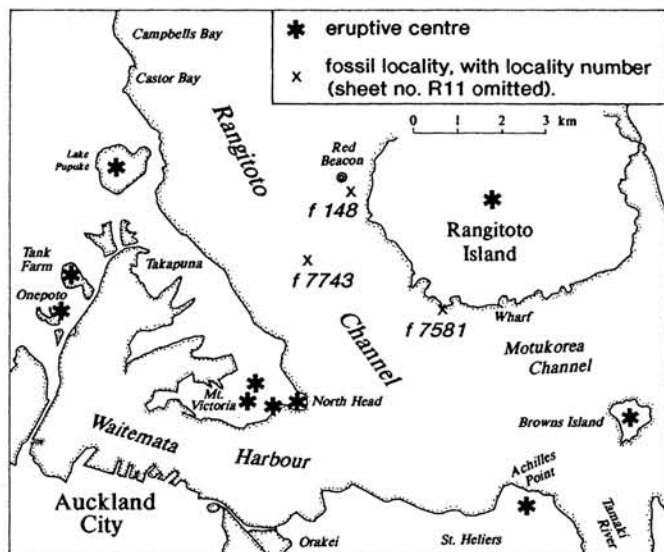 Campbells Bay
Castor Bay
eruptive centre
x fossil locality, with locality number
(sheet no. R11 omitted).
0 1 2 3 km
Rangitoto
Channel
Red
Beacon
Lake
Pupuke
f 148
Rangitoto
Island
Tank
Farm
Takapuna
f 7743
Onepoto
f 7581
Wharf
Motukorea
Channel
Mt.
Victoria
North Head
Browns Island
Waitemata
Harbour
Achilles
Point
Auckland
City
Orakei
St. Heliers
Tamaki
River